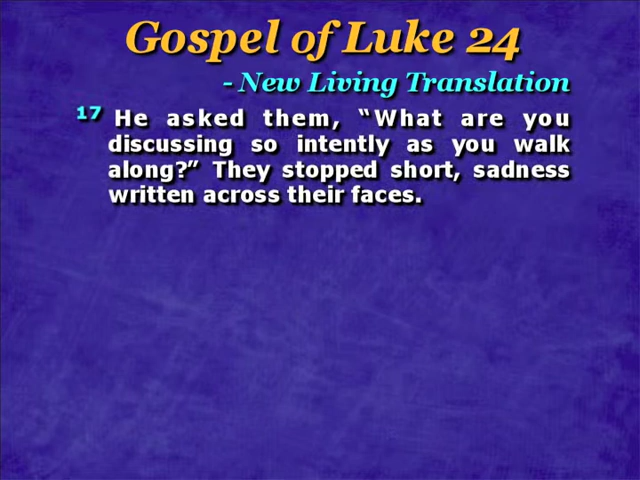 Gospel of Luke 24
- New Living Translation
17 He asked them, “What are you
discussing so intently as you walk
along?” They stopped short, sadness
written across their faces.